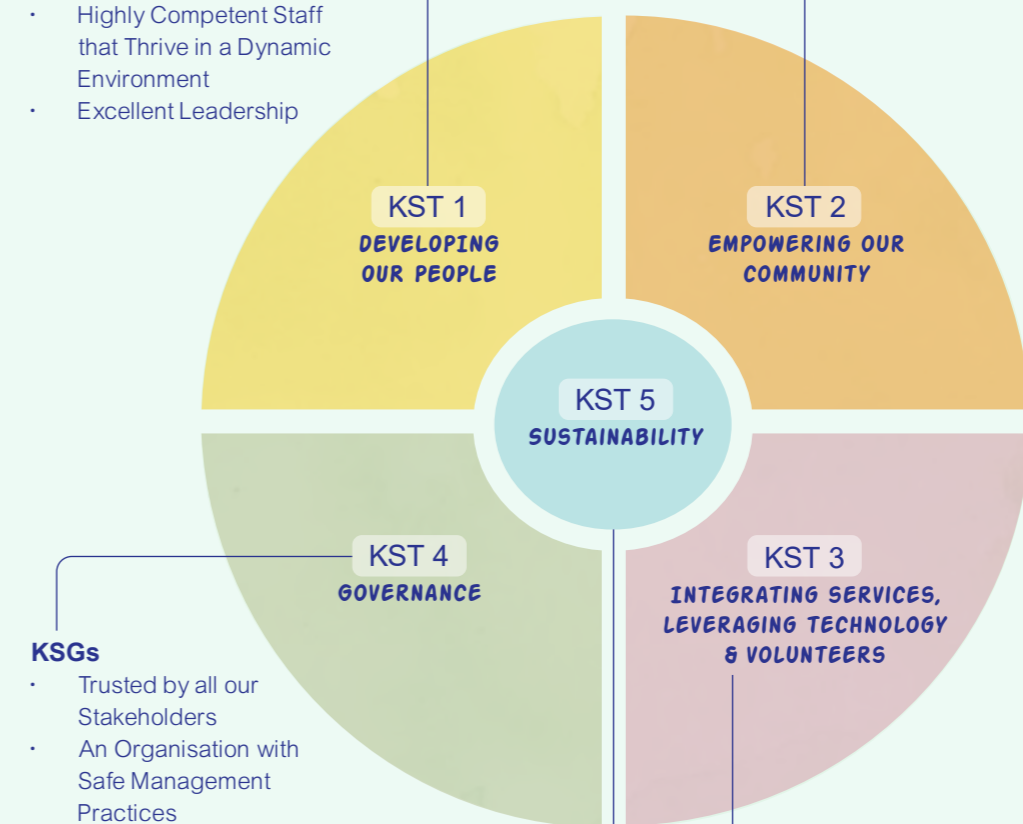 · Highly Competent Staff
that Thrive in a Dynamic
Environment
· Excellent Leadership
KST 1
DEVELOPING
OUR PEOPLE
KST 2
EMPOWERING OUR
COMMUNITY
KST 5
SUSTAINABILITY
KST 4
GOVERNANCE
KST 3
INTEGRATING SERVICES,
LEVERAGING TECHNOLOGY
& VOLUNTEERS
KSGs
· Trusted by all our
Stakeholders
· An Organisation with
Safe Management
Practices